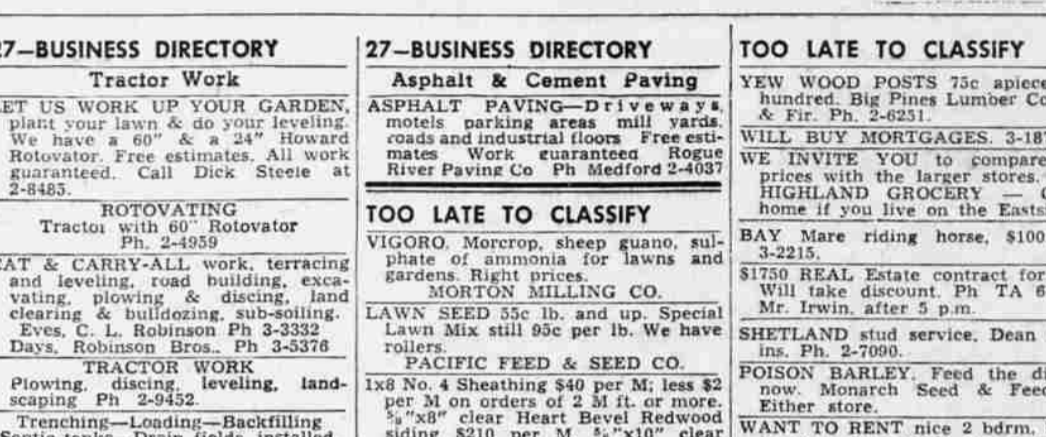 27—BUSINESS DIRECTORY
Tractor Work
LET US WORK UP YOUR GARDEN,
plant your lawn & do your leveling.
We have a 60" & a 24" Howard
Rotovator. Free estimates. All work
guaranteed. Call Dick Steele at
2-8485.
ROTOVATING
Tractor with 60" Rotovator
Ph. 2-4959
CAT & CARRY-ALL work, terracing
and leveling, road building, exca-
vating, plowing & discing, land
clearing & bulldozing, sub-soiling.
Eves, C. L. Robinson Ph 3-3332
Days, Robinson Bros., Ph 3-5376
TRACTOR WORK
Plowing, discing, leveling, land-
scaping Ph 2-9452.
Trenching—Loading—Backfilling
Septic tanks, Drain fields installed
27—BUSINESS DIRECTORY
Asphalt & Cement Paving
ASPHALT PAVING—Driveways,
motels parking areas mill yards,
roads and industrial floors Free esti-
mates Work guaranteed Rogue
River Paving Co Ph Medford 2-4037
TOO LATE TO CLASSIFY
VIGORO, Morcrop, sheep guano, sul-
phate of ammonia for lawns and
gardens. Right prices.
MORTON MILLING CO.
LAWN SEED 55c lb. and up. Special
Lawn Mix still 95c per lb. We have
rollers.
PACIFIC FEED & SEED CO.
1x8 No. 4 Sheathing $40 per M; less $2
per M on orders of 2 M ft. or more.
⅝"x8" clear Heart Bevel Redwood
siding $210 per M ⅝"x10" clear
TOO LATE TO CLASSIFY
YEW WOOD POSTS 75c apiece
hundred. Big Pines Lumber Co
& Fir. Ph. 2-6251.
WILL BUY MORTGAGES. 3-187
WE INVITE YOU to compare
prices with the larger stores.
HIGHLAND GROCERY —
home if you live on the Easts
BAY Mare riding horse, $100
3-2215.
$1750 REAL Estate contract for
Will take discount. Ph TA 6
Mr. Irwin, after 5 p.m.
SHETLAND stud service, Dean
ins, Ph. 2-7090.
POISON BARLEY. Feed the di
now. Monarch Seed & Feed
Either store.
WANT TO RENT nice 2 bdrm.